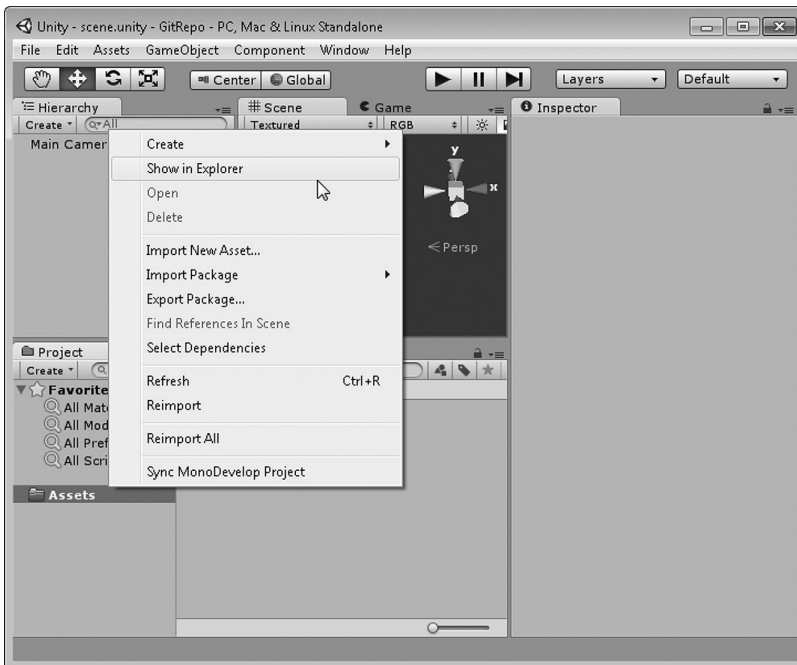 Unity - scene.unity - GitRepo - PC, Mac & Linux Standalone
File Edit Assets GameObject Component Window Help
Center Global Layers Default
Hierarchy
Create All
Main Camer
Scene Game
Textured RGB
y
x
Persp
Inspector
Create
Show in Explorer
Open
Delete
Import New Asset...
Import Package
Export Package...
Find References In Scene
Select Dependencies
Refresh Ctrl+R
Reimport
Reimport All
Sync MonoDevelop Project
Project
Create
Favorite
All Mat
All Mod
All Pref
All Scri
Assets